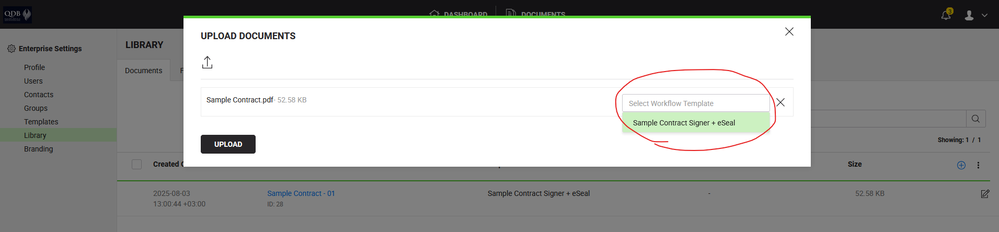 QDB
DASHBOARD
DOCUMENTS
3
UPLOAD DOCUMENTS
Enterprise Settings
Profile
Users
Contacts
Groups
Templates
Library
Branding
LIBRARY
Documents
F
Sample Contract.pdf- 52.58 KB
Select Workflow Template
Sample Contract Signer + eSeal
UPLOAD
Showing: 1 / 1
Created
Size
2025-08-03
13:00:44 +03:00
Sample Contract - 01
ID: 28
Sample Contract Signer + eSeal
-
52.58 KB